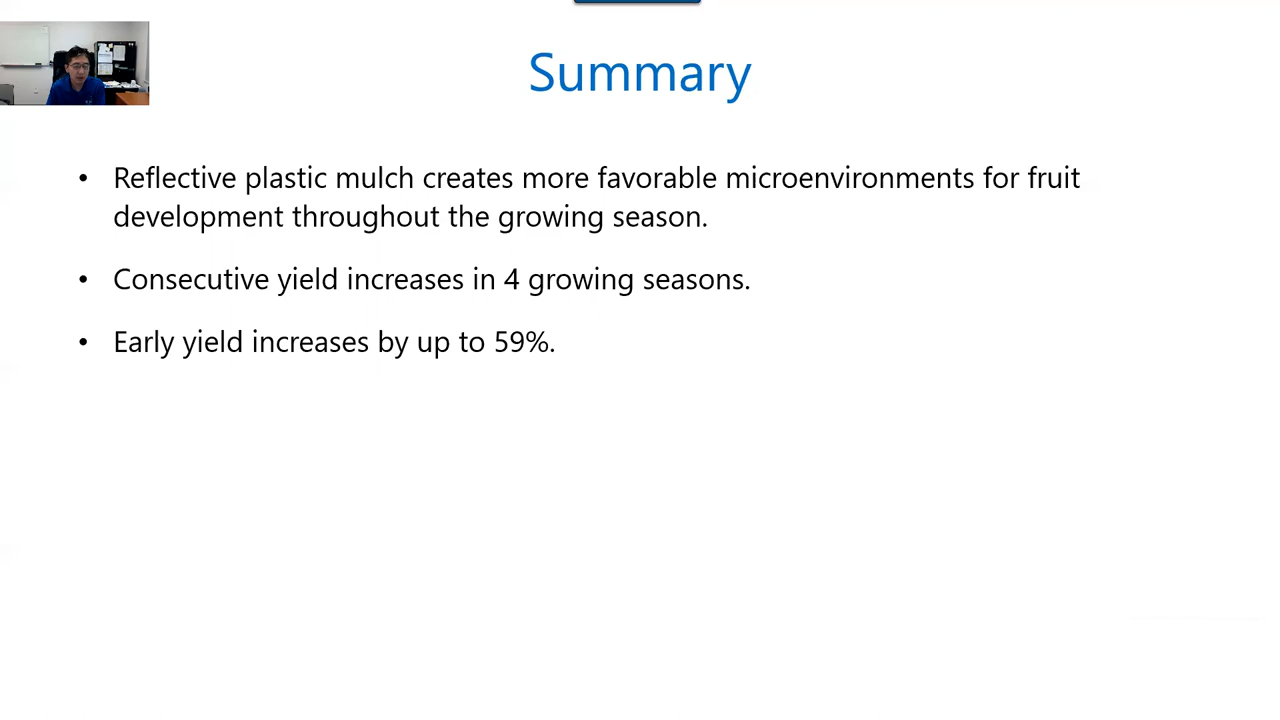 Summary
• Reflective plastic mulch creates more favorable microenvironments for fruit
development throughout the growing season.
• Consecutive yield increases in 4 growing seasons.
• Early yield increases by up to 59%.